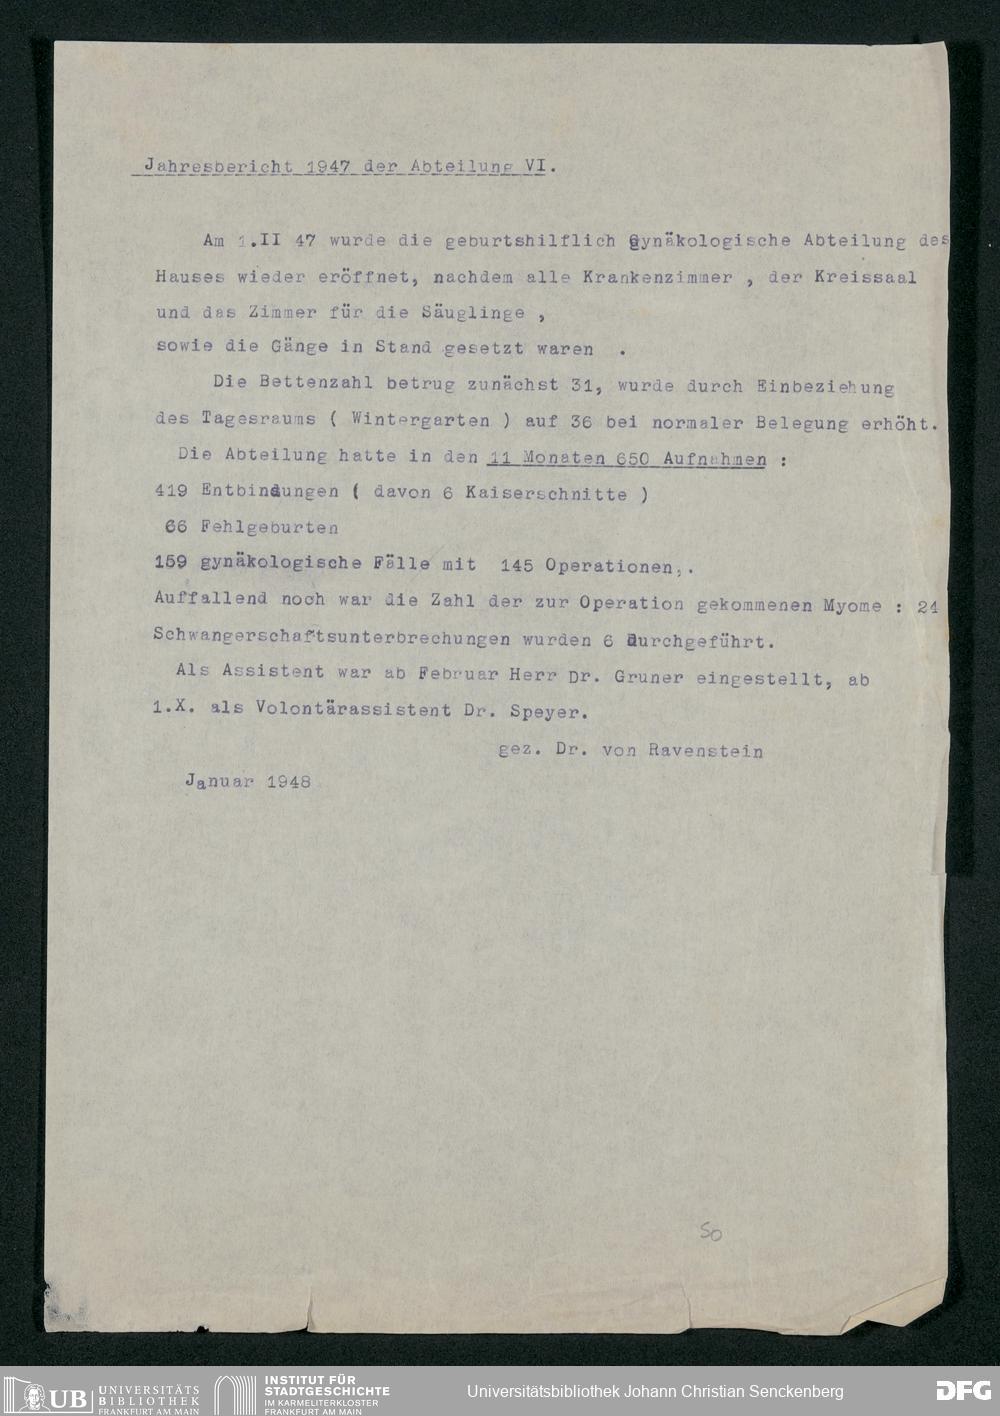 Jahresbericht 1947 der Abteilung VI.
Am 1.II 47 wurde die geburtshilflich gynäkologische Abteilung des
Hauses wieder eröffnet, nachdem alle Krankenzimmer , der Kreissaal
und das Zimmer für die Säuglinge ,
sowie die Gänge in Stand gesetzt waren .
Die Bettenzahl betrug zunächst 31, wurde durch Einbeziehung
des Tagesraums ( Wintergarten ) auf 36 bei normaler Belegung erhöht.
Die Abteilung hatte in den 11 Monaten 650 Aufnahmen :
419 Entbindungen ( davon 6 Kaiserschnitte )
66 Fehlgeburten
159 gynäkologische Fälle mit 145 Operationen,.
Auffallend noch war die Zahl der zur Operation gekommenen Myome : 24
Schwangerschaftsunterbrechungen wurden 6 durchgeführt.
Als Assistent war ab Februar Herr Dr. Gruner eingestellt, ab
1.X. als Volontärassistent Dr. Speyer.
gez. Dr. von Ravenstein
Januar 1948
50
UB UNIVERSITÄTS
BIBLIOTHEK
FRANKFURT AM MAIN
INSTITUT FÜR
STADTGESCHICHTE
IM KARMELITERKLOSTER
FRANKFURT AM MAIN
Universitätsbibliothek Johann Christian Senckenberg
DFG